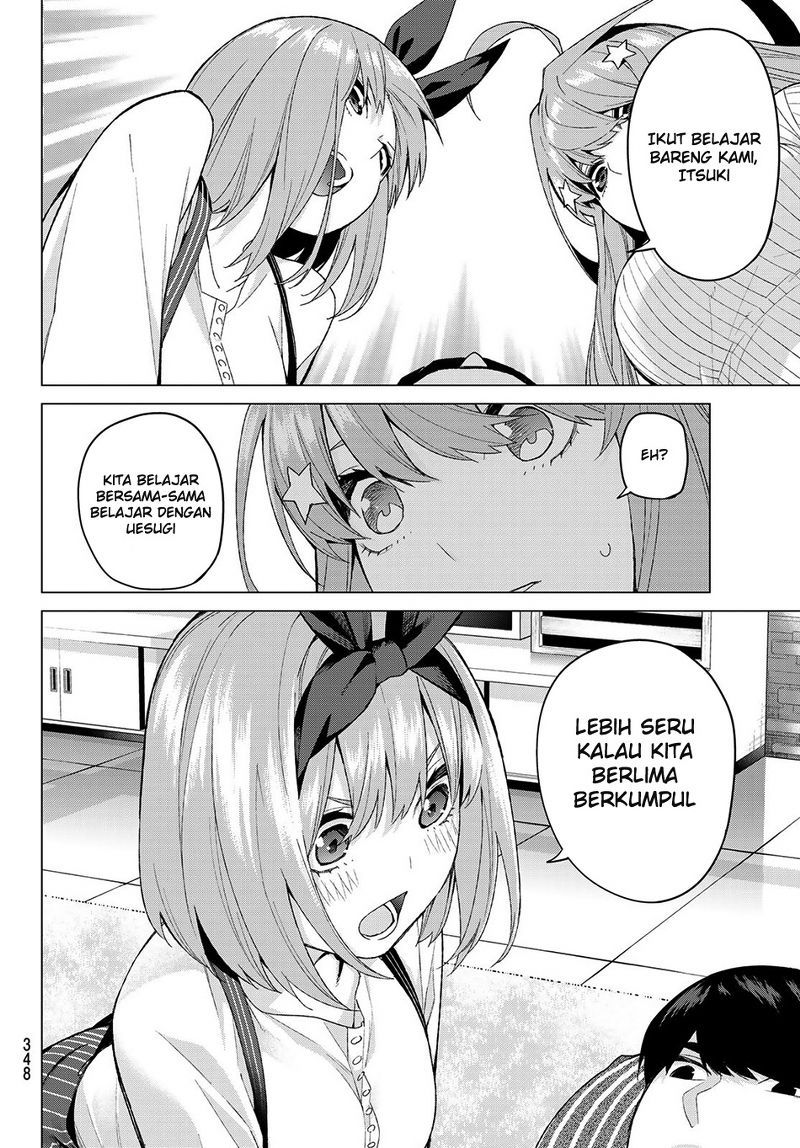 IKUT BELAJAR
BARENG KAMI,
ITSUKI
EH?
KITA BELAJAR
BERSAMA-SAMA
BELAJAR DENGAN
UESUGI
LEBIH SERU
KALAU KITA
BERLIMA
BERKUMPUL
348